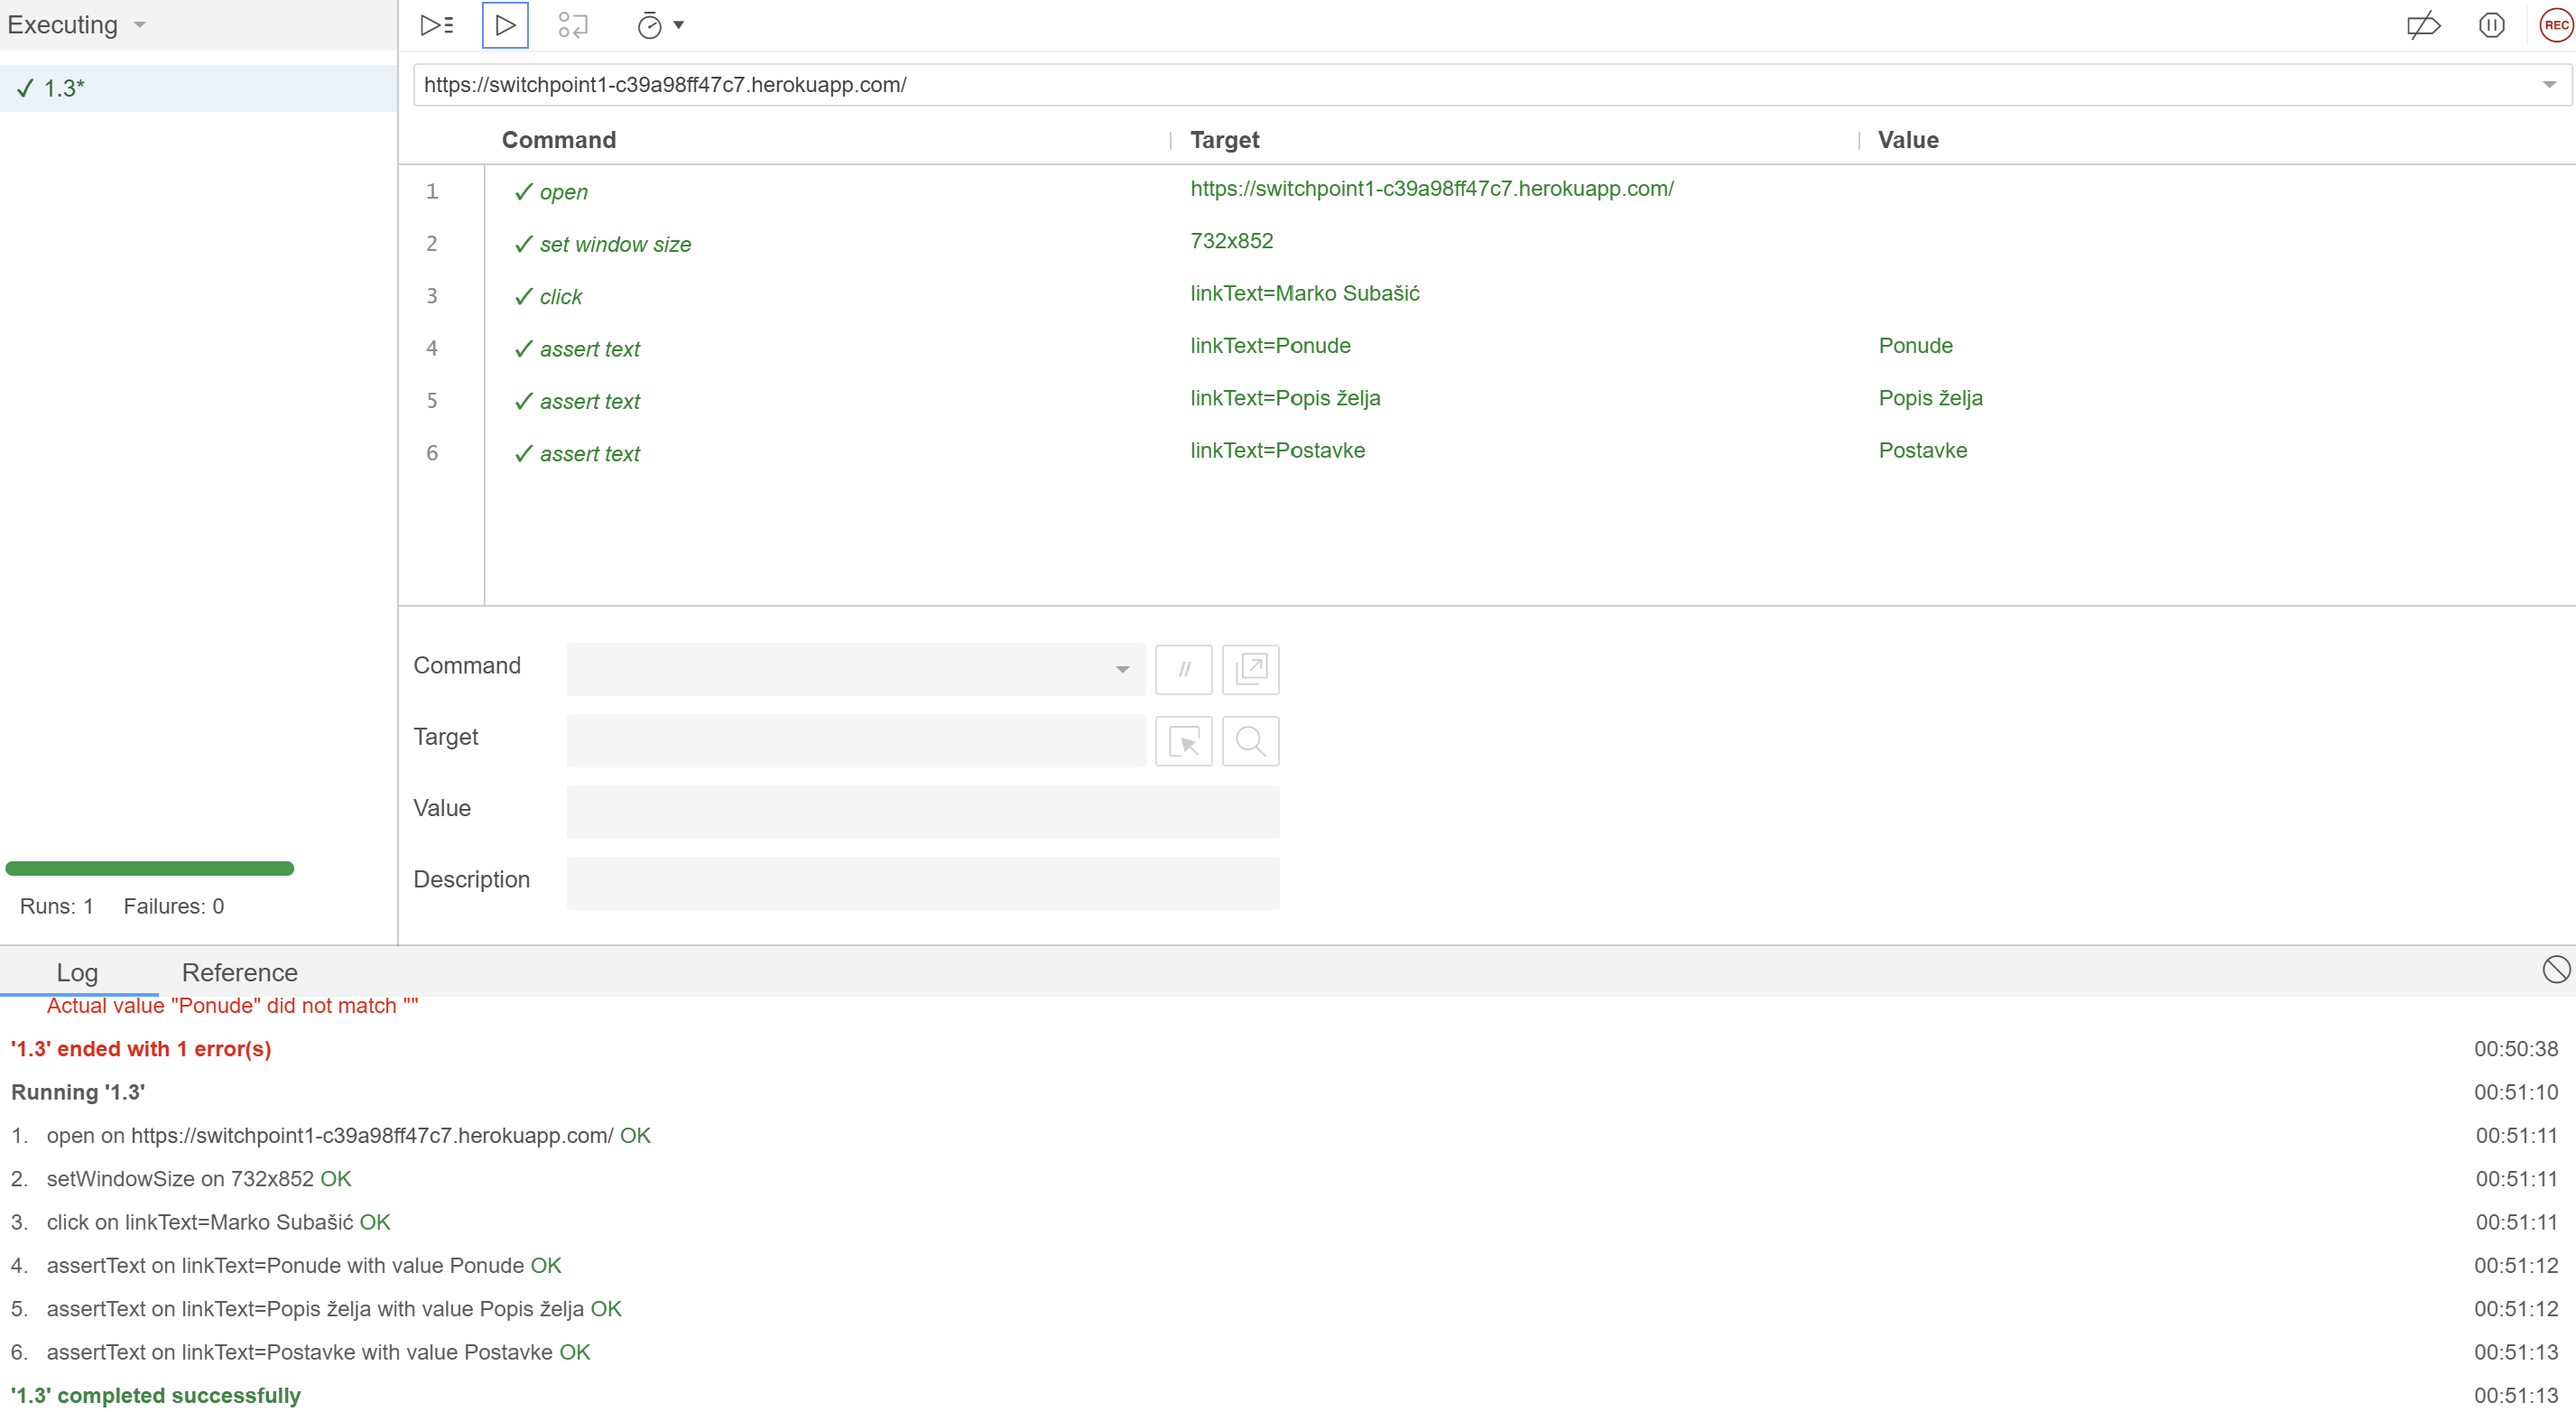 Executing
REC
✓ 1.3*
https://switchpoint1-c39a98ff47c7.herokuapp.com/
Command Target Value
1 ✓ open https://switchpoint1-c39a98ff47c7.herokuapp.com/
2 ✓ set window size 732x852
3 ✓ click linkText=Marko Subašić
4 ✓ assert text linkText=Ponude Ponude
5 ✓ assert text linkText=Popis želja Popis želja
6 ✓ assert text linkText=Postavke Postavke
Command //
Target
Value
Description
Runs: 1 Failures: 0
Log Reference
Actual value "Ponude" did not match ""
'1.3' ended with 1 error(s) 00:50:38
Running '1.3' 00:51:10
1. open on https://switchpoint1-c39a98ff47c7.herokuapp.com/ OK 00:51:11
2. setWindowSize on 732x852 OK 00:51:11
3. click on linkText=Marko Subašić OK 00:51:11
4. assertText on linkText=Ponude with value Ponude OK 00:51:12
5. assertText on linkText=Popis želja with value Popis želja OK 00:51:12
6. assertText on linkText=Postavke with value Postavke OK 00:51:13
'1.3' completed successfully 00:51:13